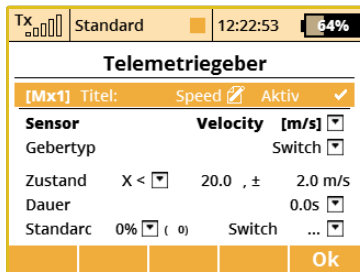 Tx Standard 12:22:53 64%
Telemetriegeber
[Mx1] Titel: Speed Aktiv
Sensor Velocity [m/s]
Gebertyp Switch
Zustand X < 20.0 , ± 2.0 m/s
Dauer 0.0s
Standarc 0% ( 0) Switch ...
Ok